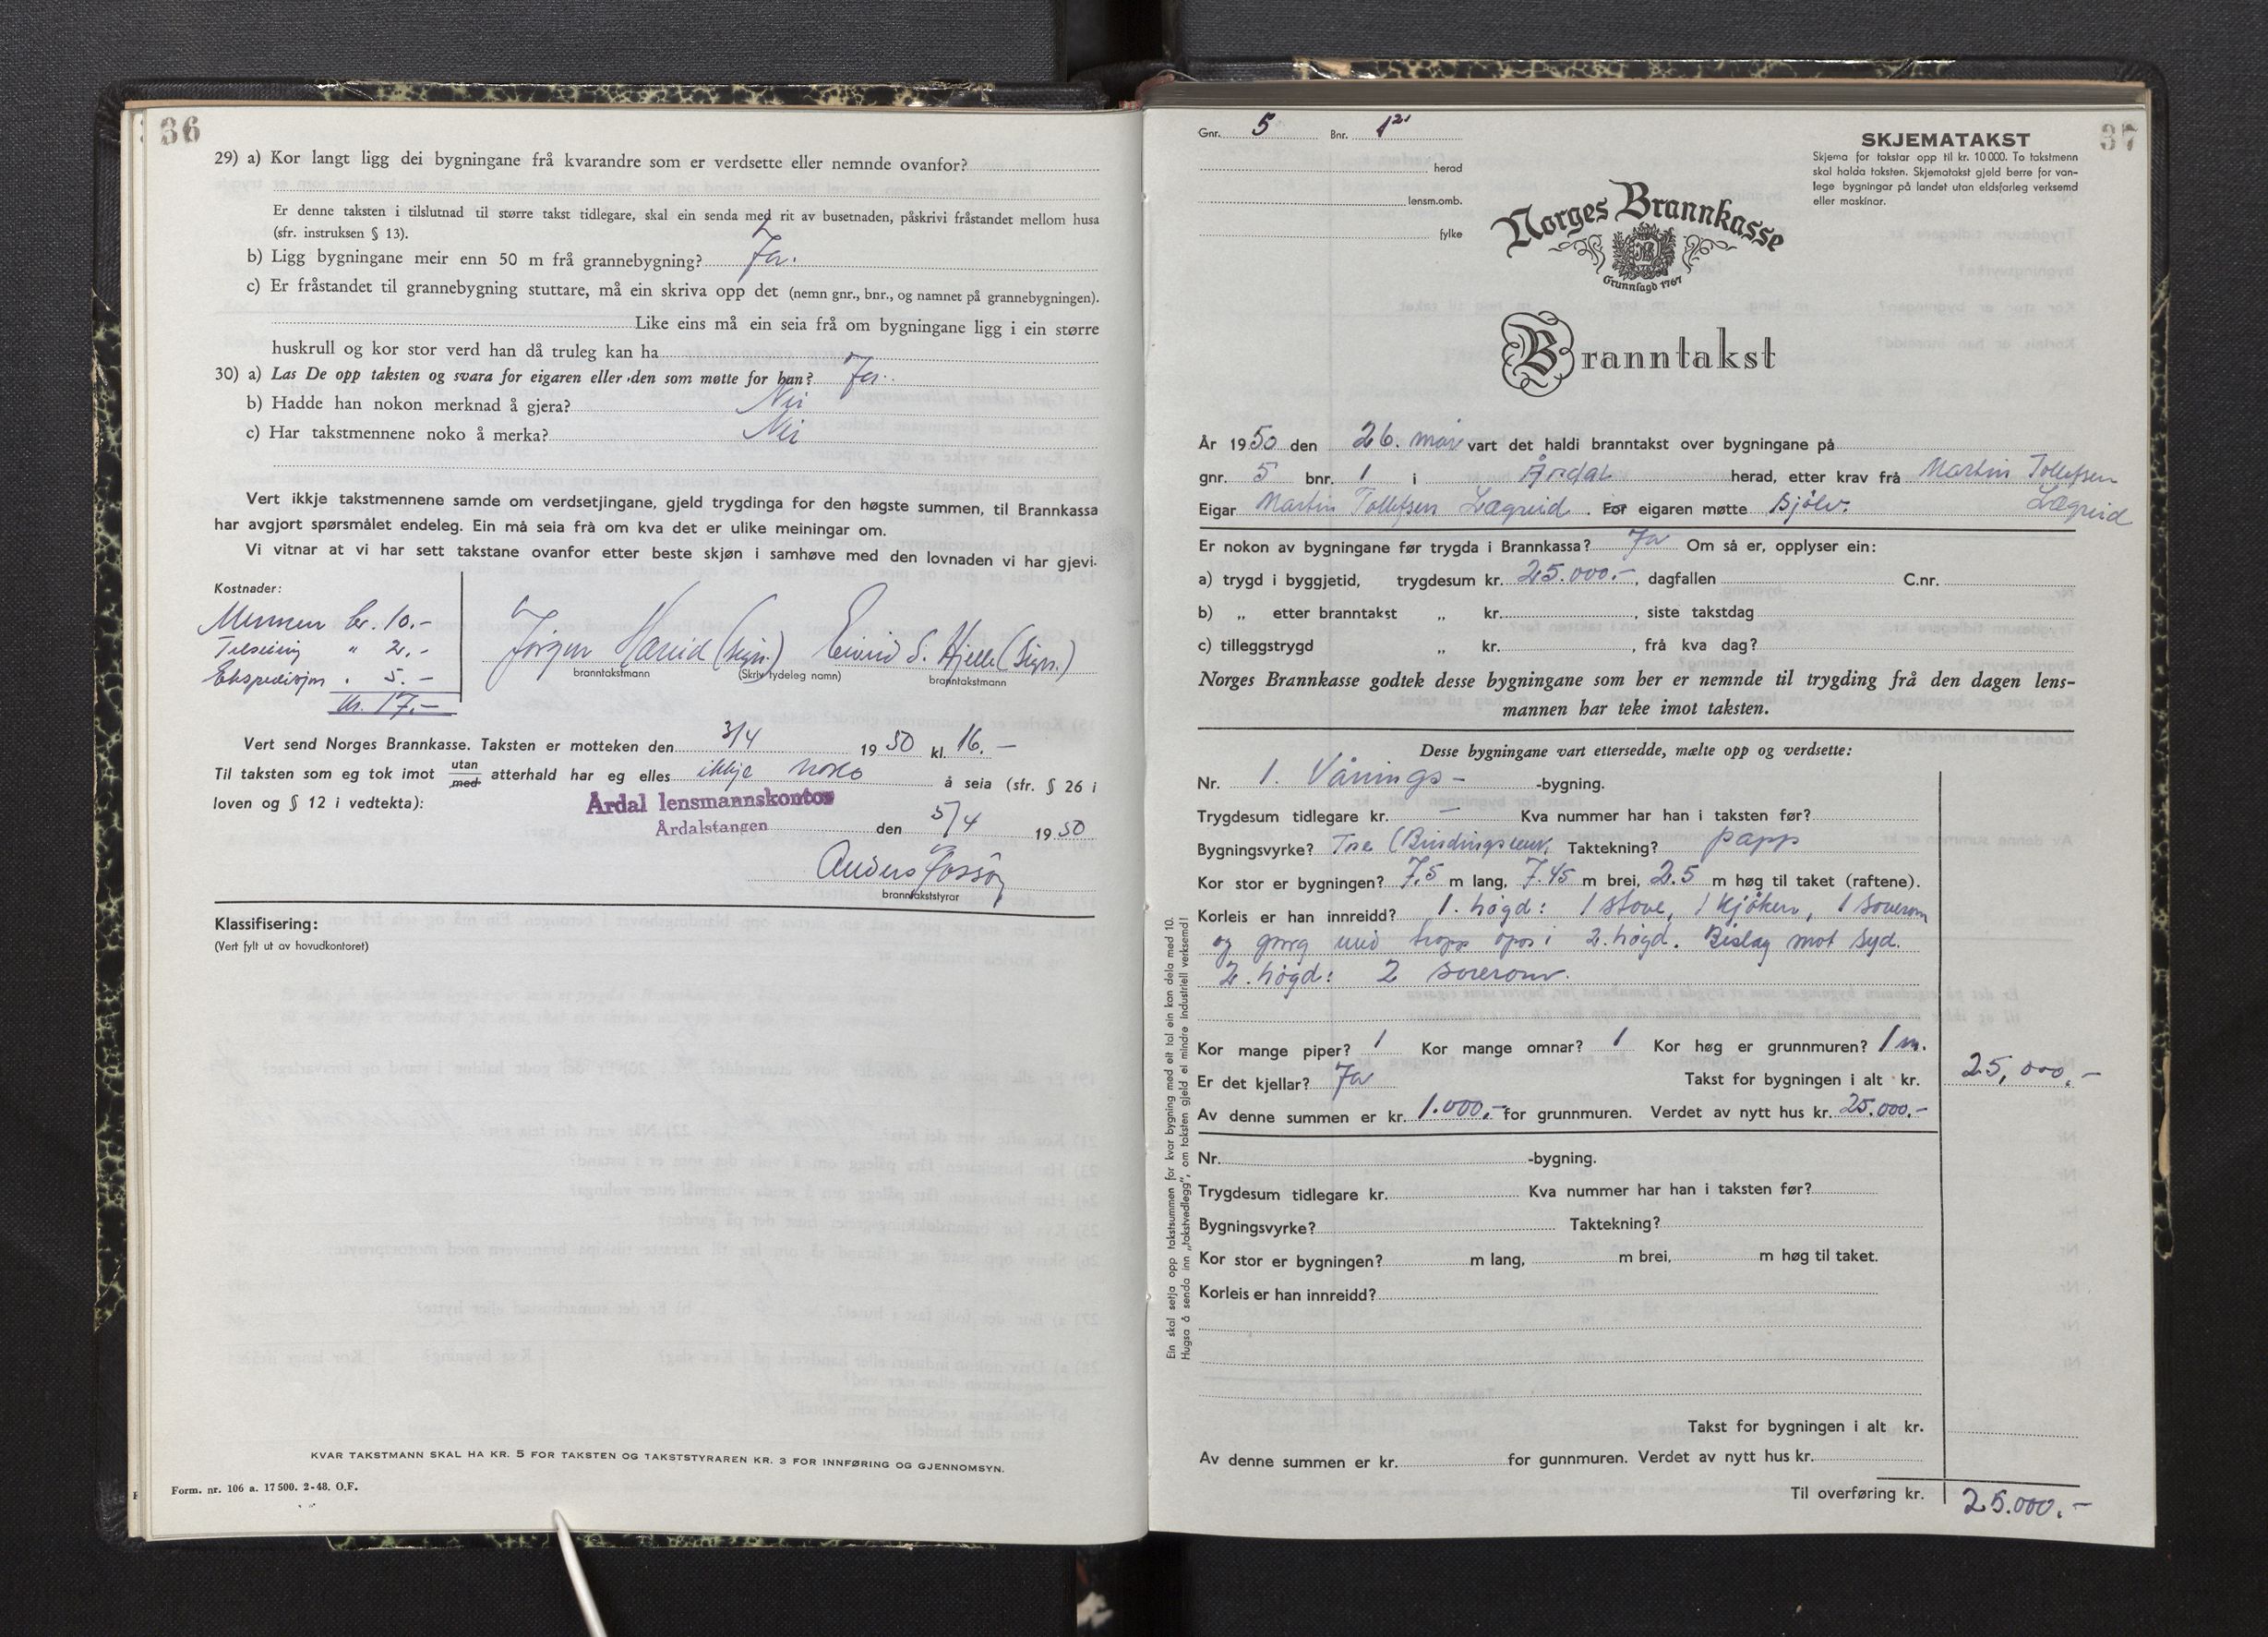 36
29) a) Kor langt ligg dei bygningane frå kvarandre som er verdsette eller nemnde ovanfor?
Er denne taksten i tilslutnad til større takst tidlegare, skal ein senda med rit av busetnaden, påskrivi fråstandet mellom husa
(sfr. instruksen § 13).
b) Ligg bygningane meir enn 50 m frå grannebygning? Ja.
c) Er fråstandet til grannebygning stuttare, må ein skriva opp det (nemn gnr., bnr., og namnet på grannebygningen).
Like eins må ein seia frå om bygningane ligg i ein større
huskrull og kor stor verd han då truleg kan ha
30) a) Las De opp taksten og svara for eigaren eller den som møtte for han? Ja.
b) Hadde han nokon merknad å gjera? Nei
c) Har takstmennene noko å merka? Nei
Vert ikkje takstmennene samde om verdsetjingane, gjeld trygdinga for den høgste summen, til Brannkassa
har avgjort spørsmålet endeleg. Ein må seia frå om kva det er ulike meiningar om.
Vi vitnar at vi har sett takstane ovanfor etter beste skjøn i samhøve med den lovnaden vi har gjevi.
Kostnader:
Mennen kr. 10.-
Tilseing " 2.-
Ekspedisjon . 5.-
kr. 17.-
Jörgen (sign.) Eivind S. Hjelle (sign.)
branntakstmann (Skriv tydeleg namn) branntakstmann
Vert send Norges Brannkasse. Taksten er motteken den 3/4 1950 kl. 16.-
Til taksten som eg tok imot utan/med atterhald har eg elles ikkje noko å seia (sfr. § 26 i
loven og § 12 i vedtekta):
Årdal lensmannskontor
Årdalstangen den 5/4 1950
Anders
branntakststyrar
Klassifisering:
(Vert fylt ut av hovudkontoret)
KVAR TAKSTMANN SKAL HA KR. 5 FOR TAKSTEN OG TAKSTSTYRAREN KR. 3 FOR INNFØRING OG GJENNOMSYN.
Form. nr. 106 a. 17 500. 2-48. O.F.
37
Gnr. 5 Bnr. 121
herad
lensm.omb.
fylke
SKJEMATAKST
Skjema for takstar opp til kr. 10 000. To takstmenn
skal halda taksten. Skjematakst gjeld berre for van-
lege bygningar på landet utan eldsfarleg verksemd
eller maskinar.
Norges Brannkasse
Grunnlagd 1767
Branntakst
År 1950 den 26. mai vart det haldi branntakst over bygningane på
gnr. 5 bnr. 1 i Årdal herad, etter krav frå Martin Tollefsen
Lægreid
Eigar Martin Tollefsen Lægreid. For eigaren møtte sjölv.
Er nokon av bygningane før trygda i Brannkassa? Ja Om så er, opplyser ein:
a) trygd i byggjetid, trygdesum kr. 25.000.-, dagfallen C.nr.
b) „ etter branntakst „ kr. , siste takstdag
c) tilleggstrygd „ kr. , frå kva dag?
Norges Brannkasse godtek desse bygningane som her er nemnde til trygding frå den dagen lens-
mannen har teke imot taksten.
Desse bygningane vart ettersedde, mælte opp og verdsette:
Nr. 1. Vånings- -bygning.
Trygdesum tidlegare kr. - Kva nummer har han i taksten før?
Bygningsvyrke? Tre (Bindingsverk. Taktekning? papp
Kor stor er bygningen? 7,5 m lang, 7.45 m brei, 2.5 m høg til taket (raftene).
Korleis er han innreidd? 1. högd: 1 stove, 1 kjöken, 1 soverom
og gang med tropp opp i 2. högd. Bislag mot syd.
2. högd: 2 soverom.
Kor mange piper? 1 Kor mange omnar? 1 Kor høg er grunnmuren? 1 m.
Er det kjellar? Ja Takst for bygningen i alt kr. 25,000.-
Av denne summen er kr. 1.000.- for grunnmuren. Verdet av nytt hus kr. 25.000.-
Nr. -bygning.
Trygdesum tidlegare kr. Kva nummer har han i taksten før?
Bygningsvyrke? Taktekning?
Kor stor er bygningen? m lang, m brei, m høg til taket.
Korleis er han innreidd?
Takst for bygningen i alt kr.
Av denne summen er kr. for gunnmuren. Verdet av nytt hus kr.
Til overføring kr. 25.000.-
Ein skal setja opp takstsummen for kvar bygning med eit tal ein kan dela med 10.
Hugsa å senda inn „takstvedlegg", om taksten gjeld ei mindre industriell verksemd!